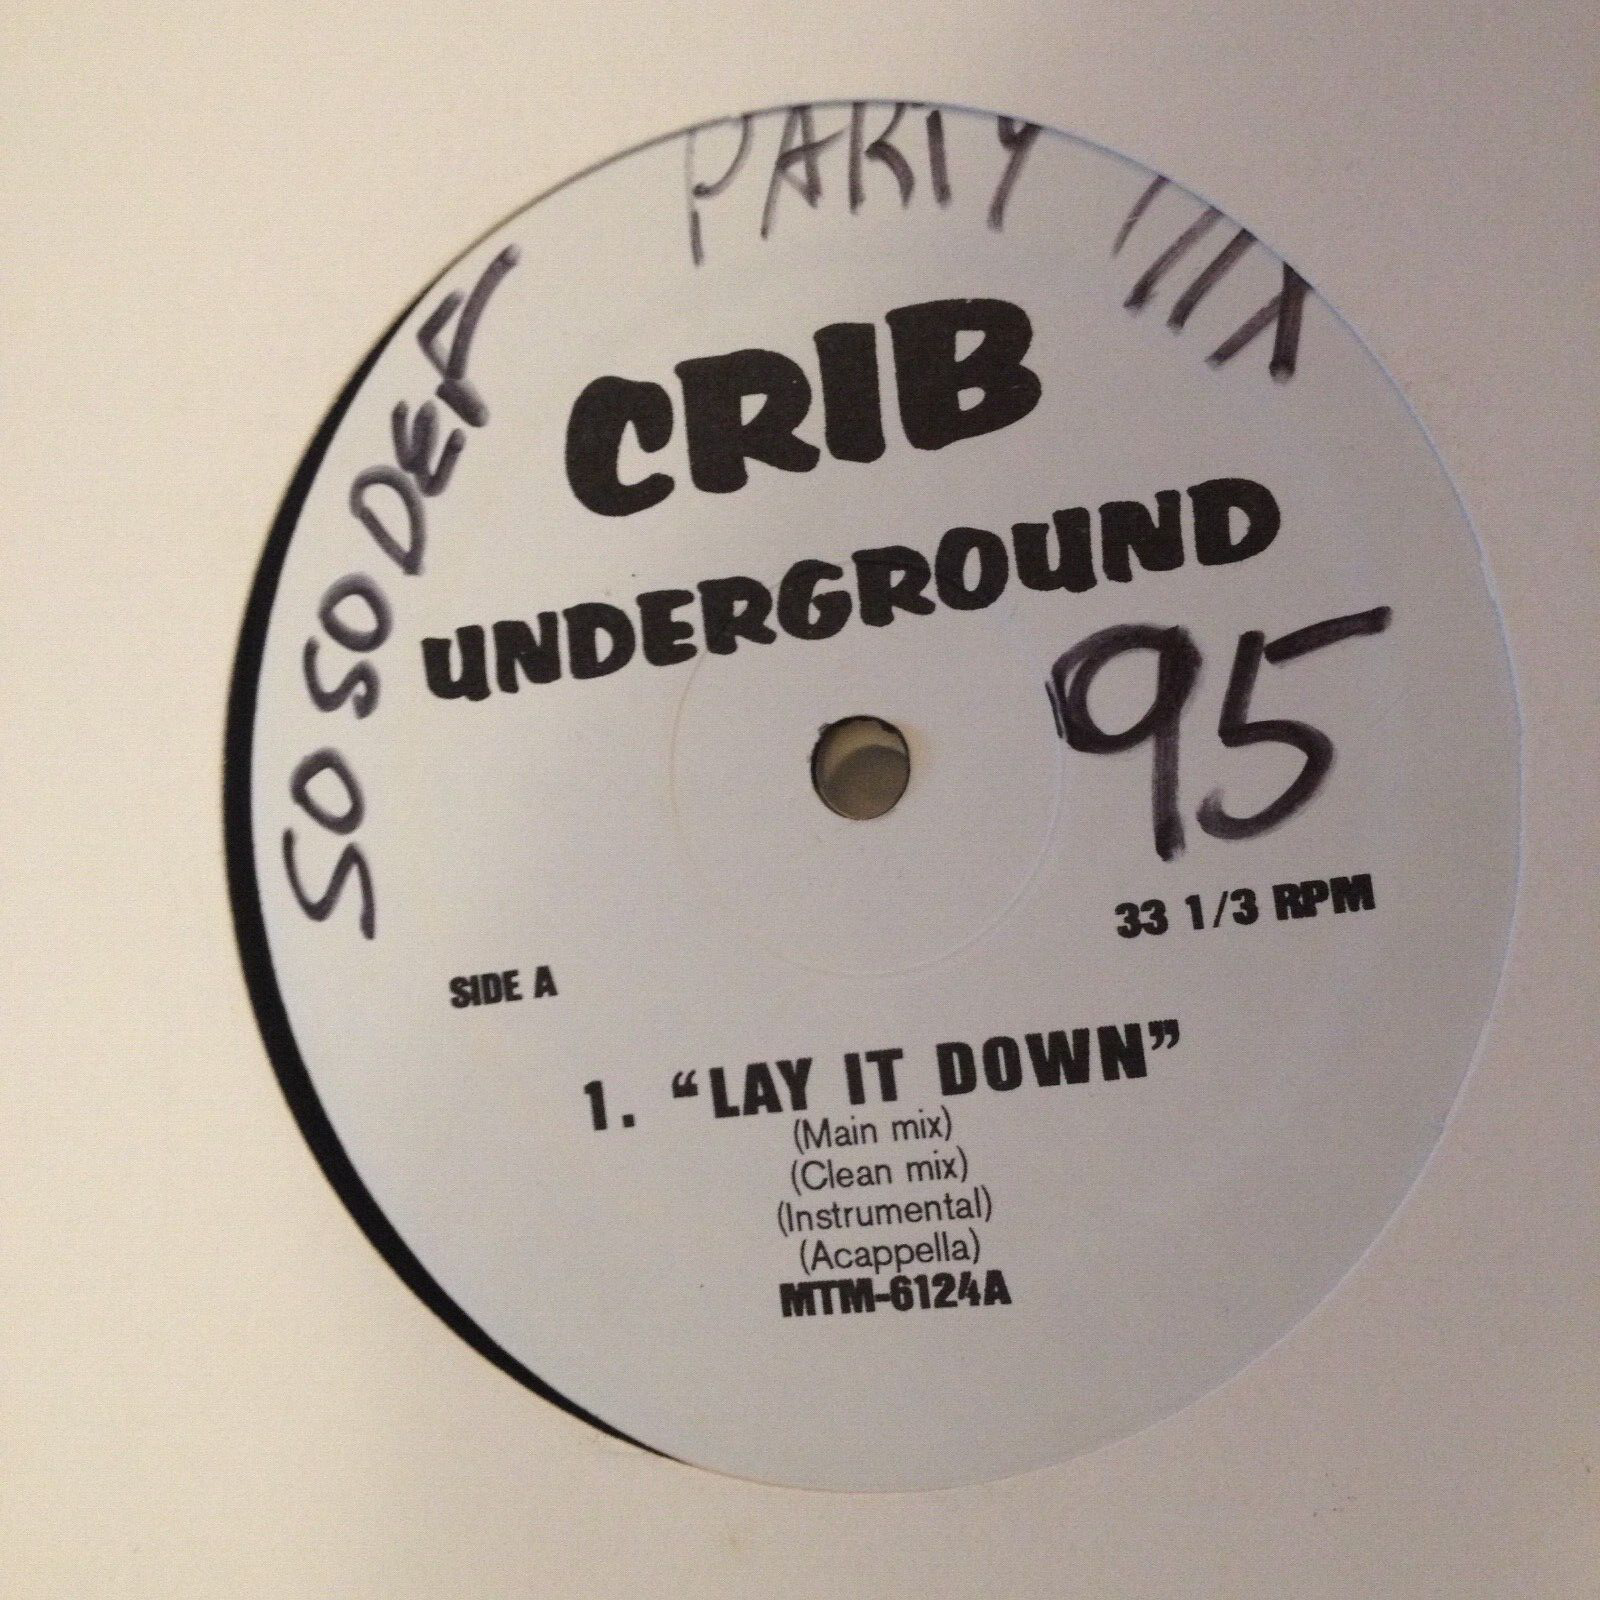 PARTY MIX
SO SO DEF
CRIB
UNDERGROUND
95
33 1/3 RPM
SIDE A
1. “LAY IT DOWN”
(Main mix)
(Clean mix)
(Instrumental)
(Acappella)
MTM-6124A